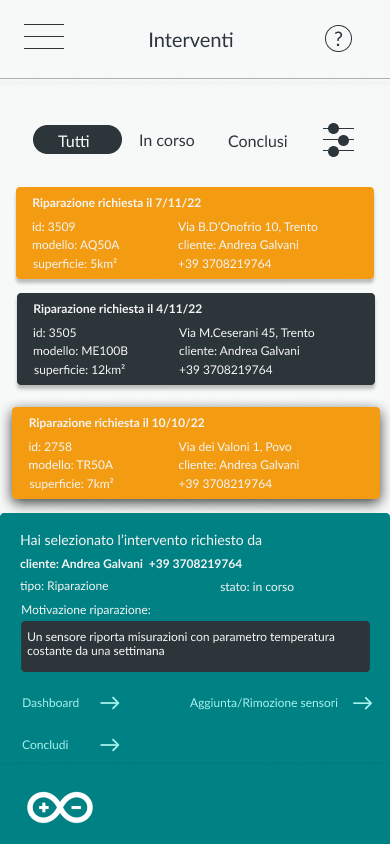 Interventi
?
Tutti
In corso
Conclusi
Riparazione richiesta il 7/11/22
id: 3509
Via B.D'Onofrio 10, Trento
modello: AQ50A
cliente: Andrea Galvani
superficie: 5km²
+39 3708219764
Riparazione richiesta il 4/11/22
id: 3505
Via M.Ceserani 45, Trento
modello: ME100B
cliente: Andrea Galvani
superficie: 12km²
+39 3708219764
Riparazione richiesta il 10/10/22
id: 2758
Via dei Valoni 1, Povo
modello: TR50A
cliente: Andrea Galvani
superficie: 7km²
+39 3708219764
Hai selezionato l'intervento richiesto da
cliente: Andrea Galvani +39 3708219764
tipo: Riparazione
stato: in corso
Motivazione riparazione:
Un sensore riporta misurazioni con parametro temperatura
costante da una settimana
Dashboard
Aggiunta/Rimozione sensori
Concludi